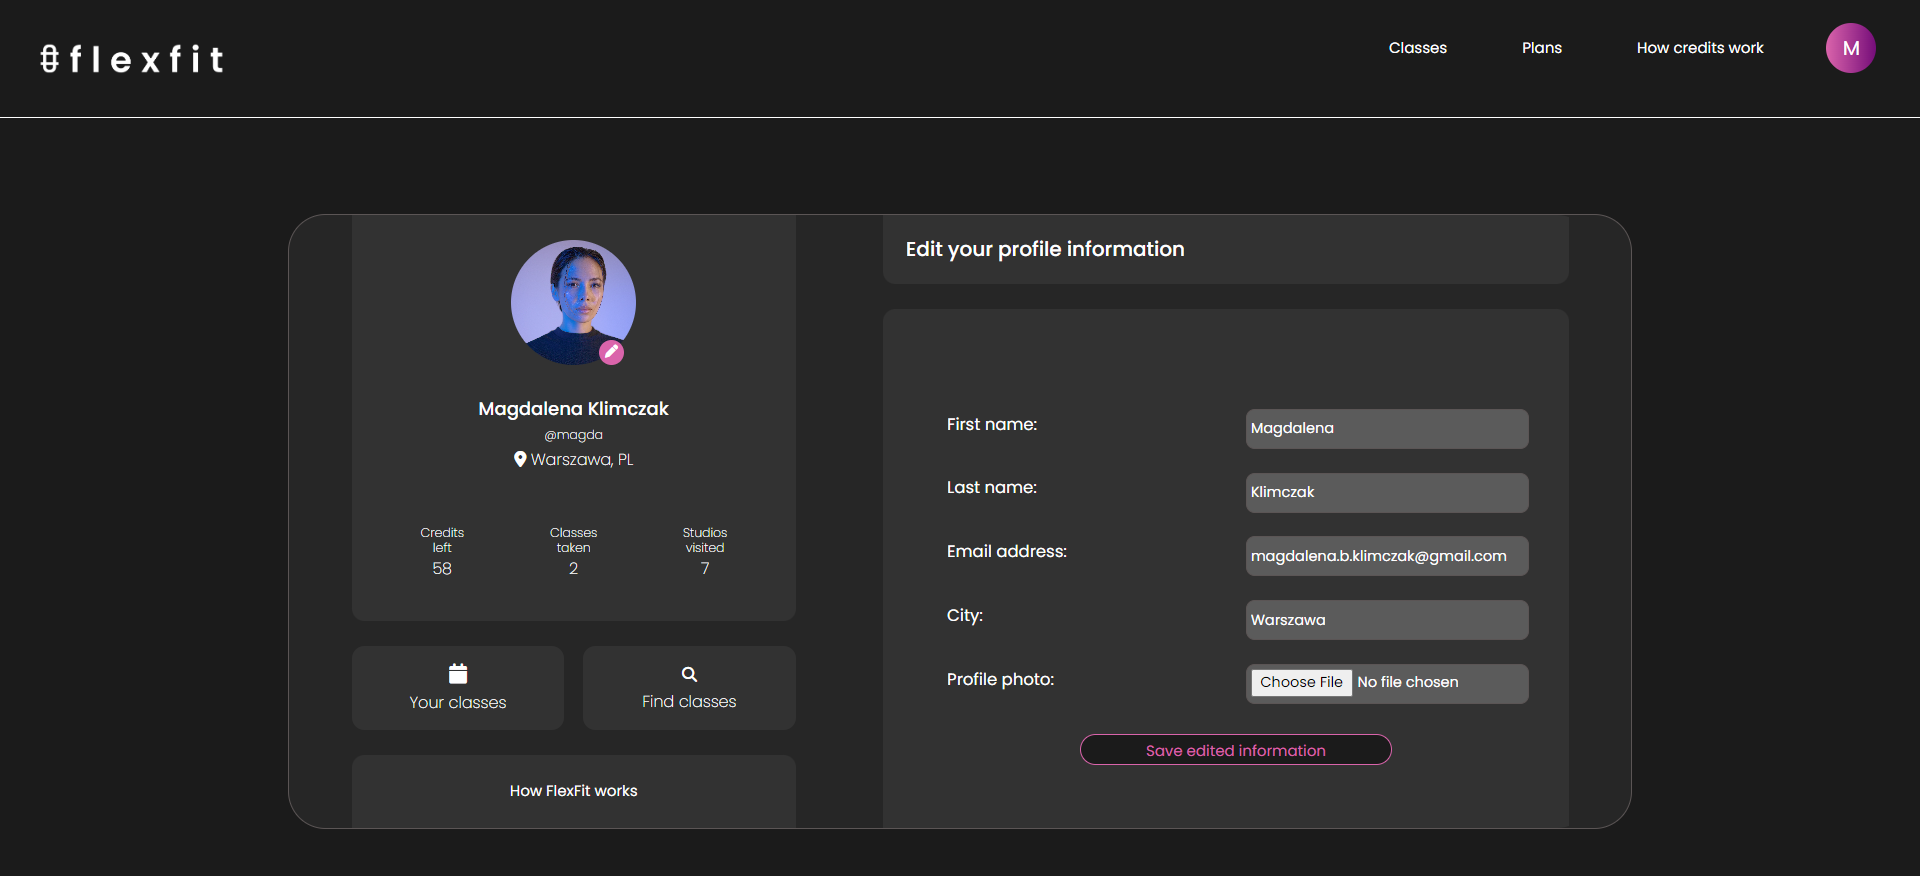 flexfit
Classes
Plans
How credits work
M
Magdalena Klimczak
@magda
Warszawa, PL
Credits left
58
Classes taken
2
Studios visited
7
Your classes
Find classes
How FlexFit works
Edit your profile information
First name:
Magdalena
Last name:
Klimczak
Email address:
magdalena.b.klimczak@gmail.com
City:
Warszawa
Profile photo:
Choose File No file chosen
Save edited information